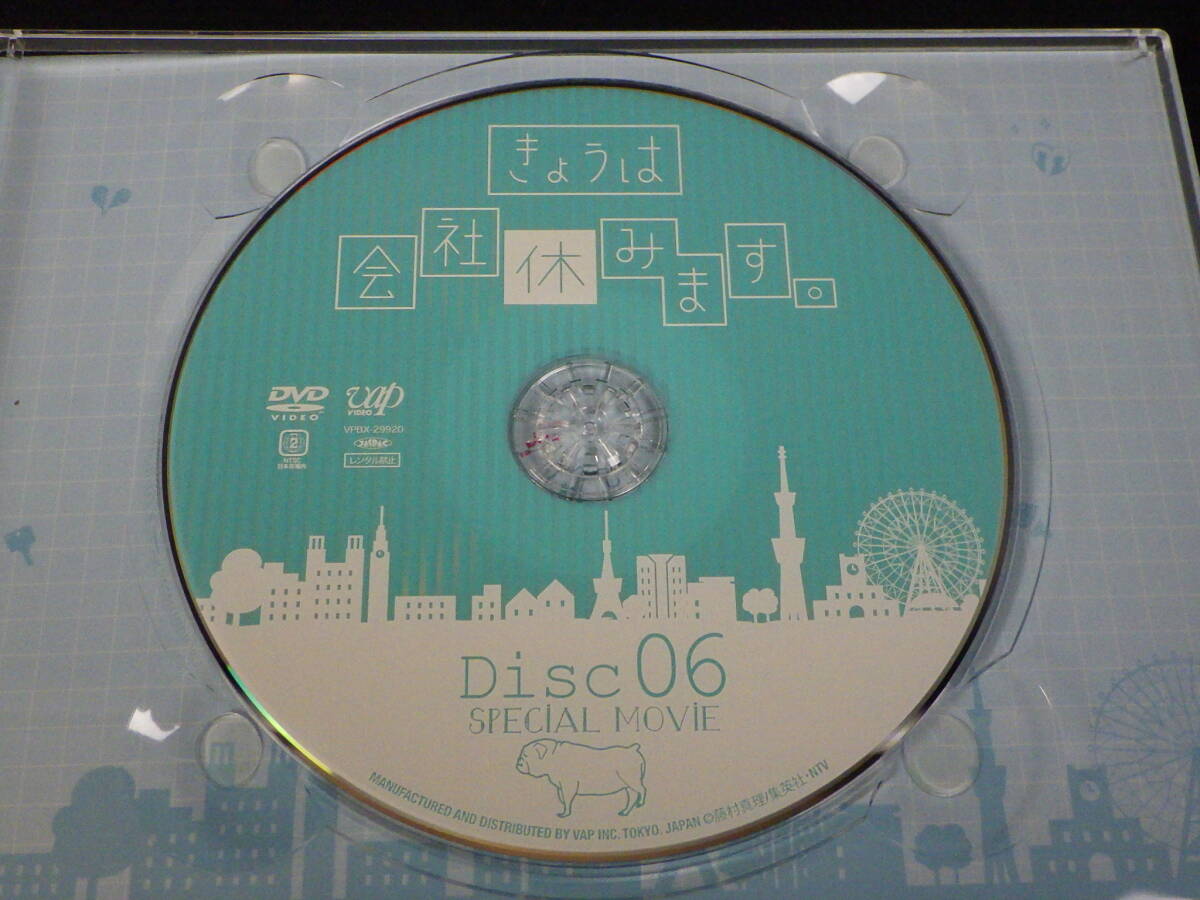 きょうは
会社休みます。
DVD
VIDEO
vap
VIDEO
VPBX-29920
2
NTSC
日本市場向
レンタル禁止
Disc 06
SPECiAL MOViE
MANUFACTURED AND DISTRIBUTED BY VAP INC. TOKYO, JAPAN ©藤村真理/集英社・NTV